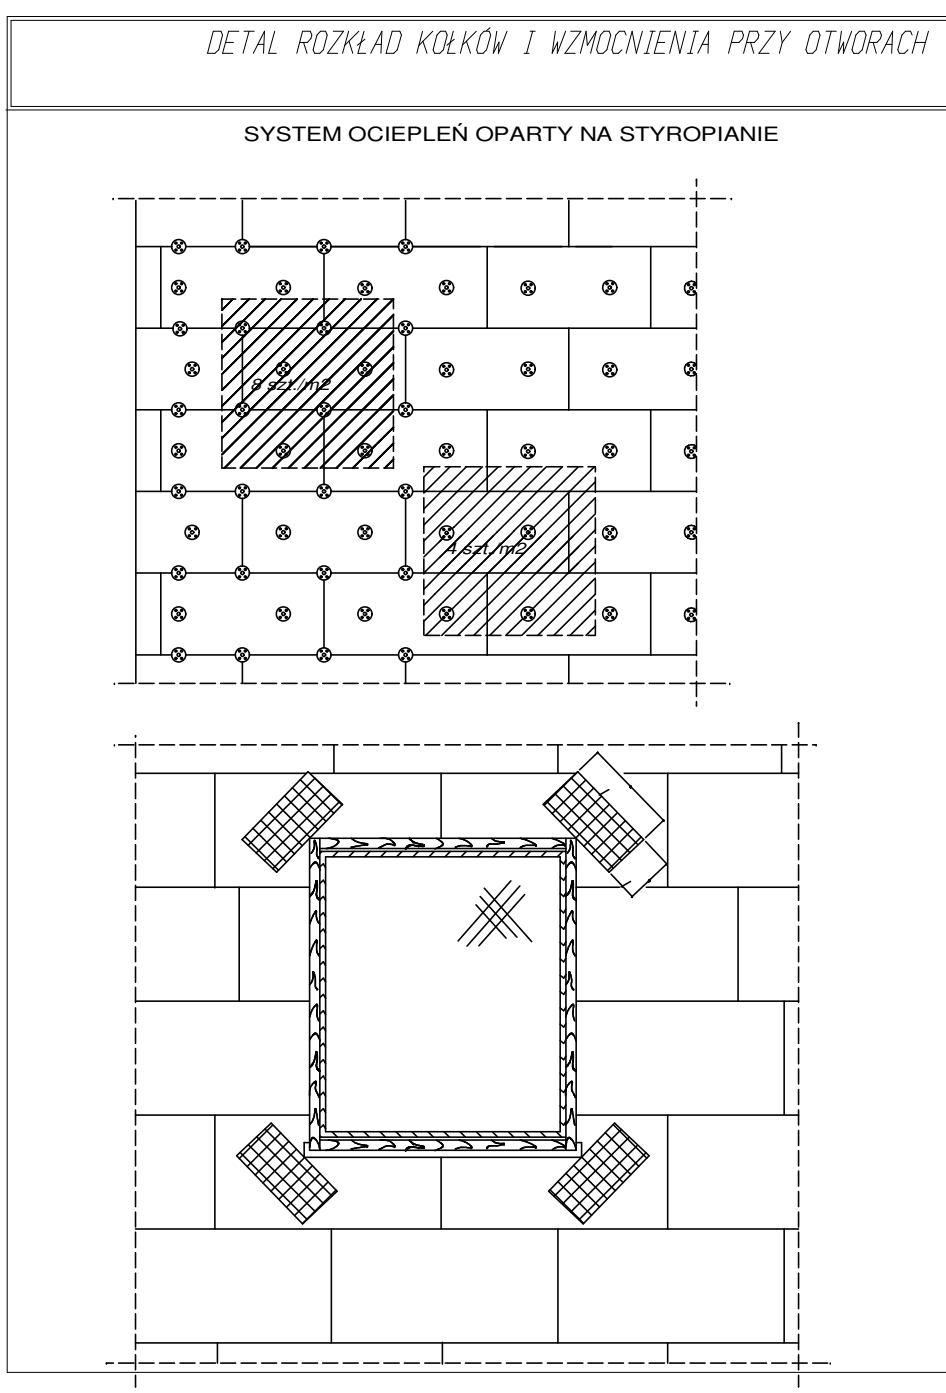 DETAL ROZKŁAD KOŁKÓW I WZMOCNIENIA PRZY OTWORACH
SYSTEM OCIEPLEŃ OPARTY NA STYROPIANIE
8 szt./m2
4 szt./m2